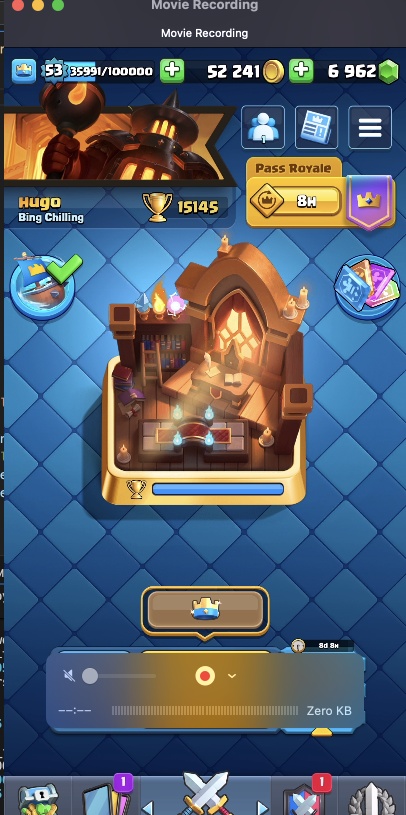 Movie Recording
Movie Recording
53 35991/100000
52 241
6 962
Pass Royale
8H
Hugo
Bing Chilling
15145
8d 8h
--:--
Zero KB
1
1